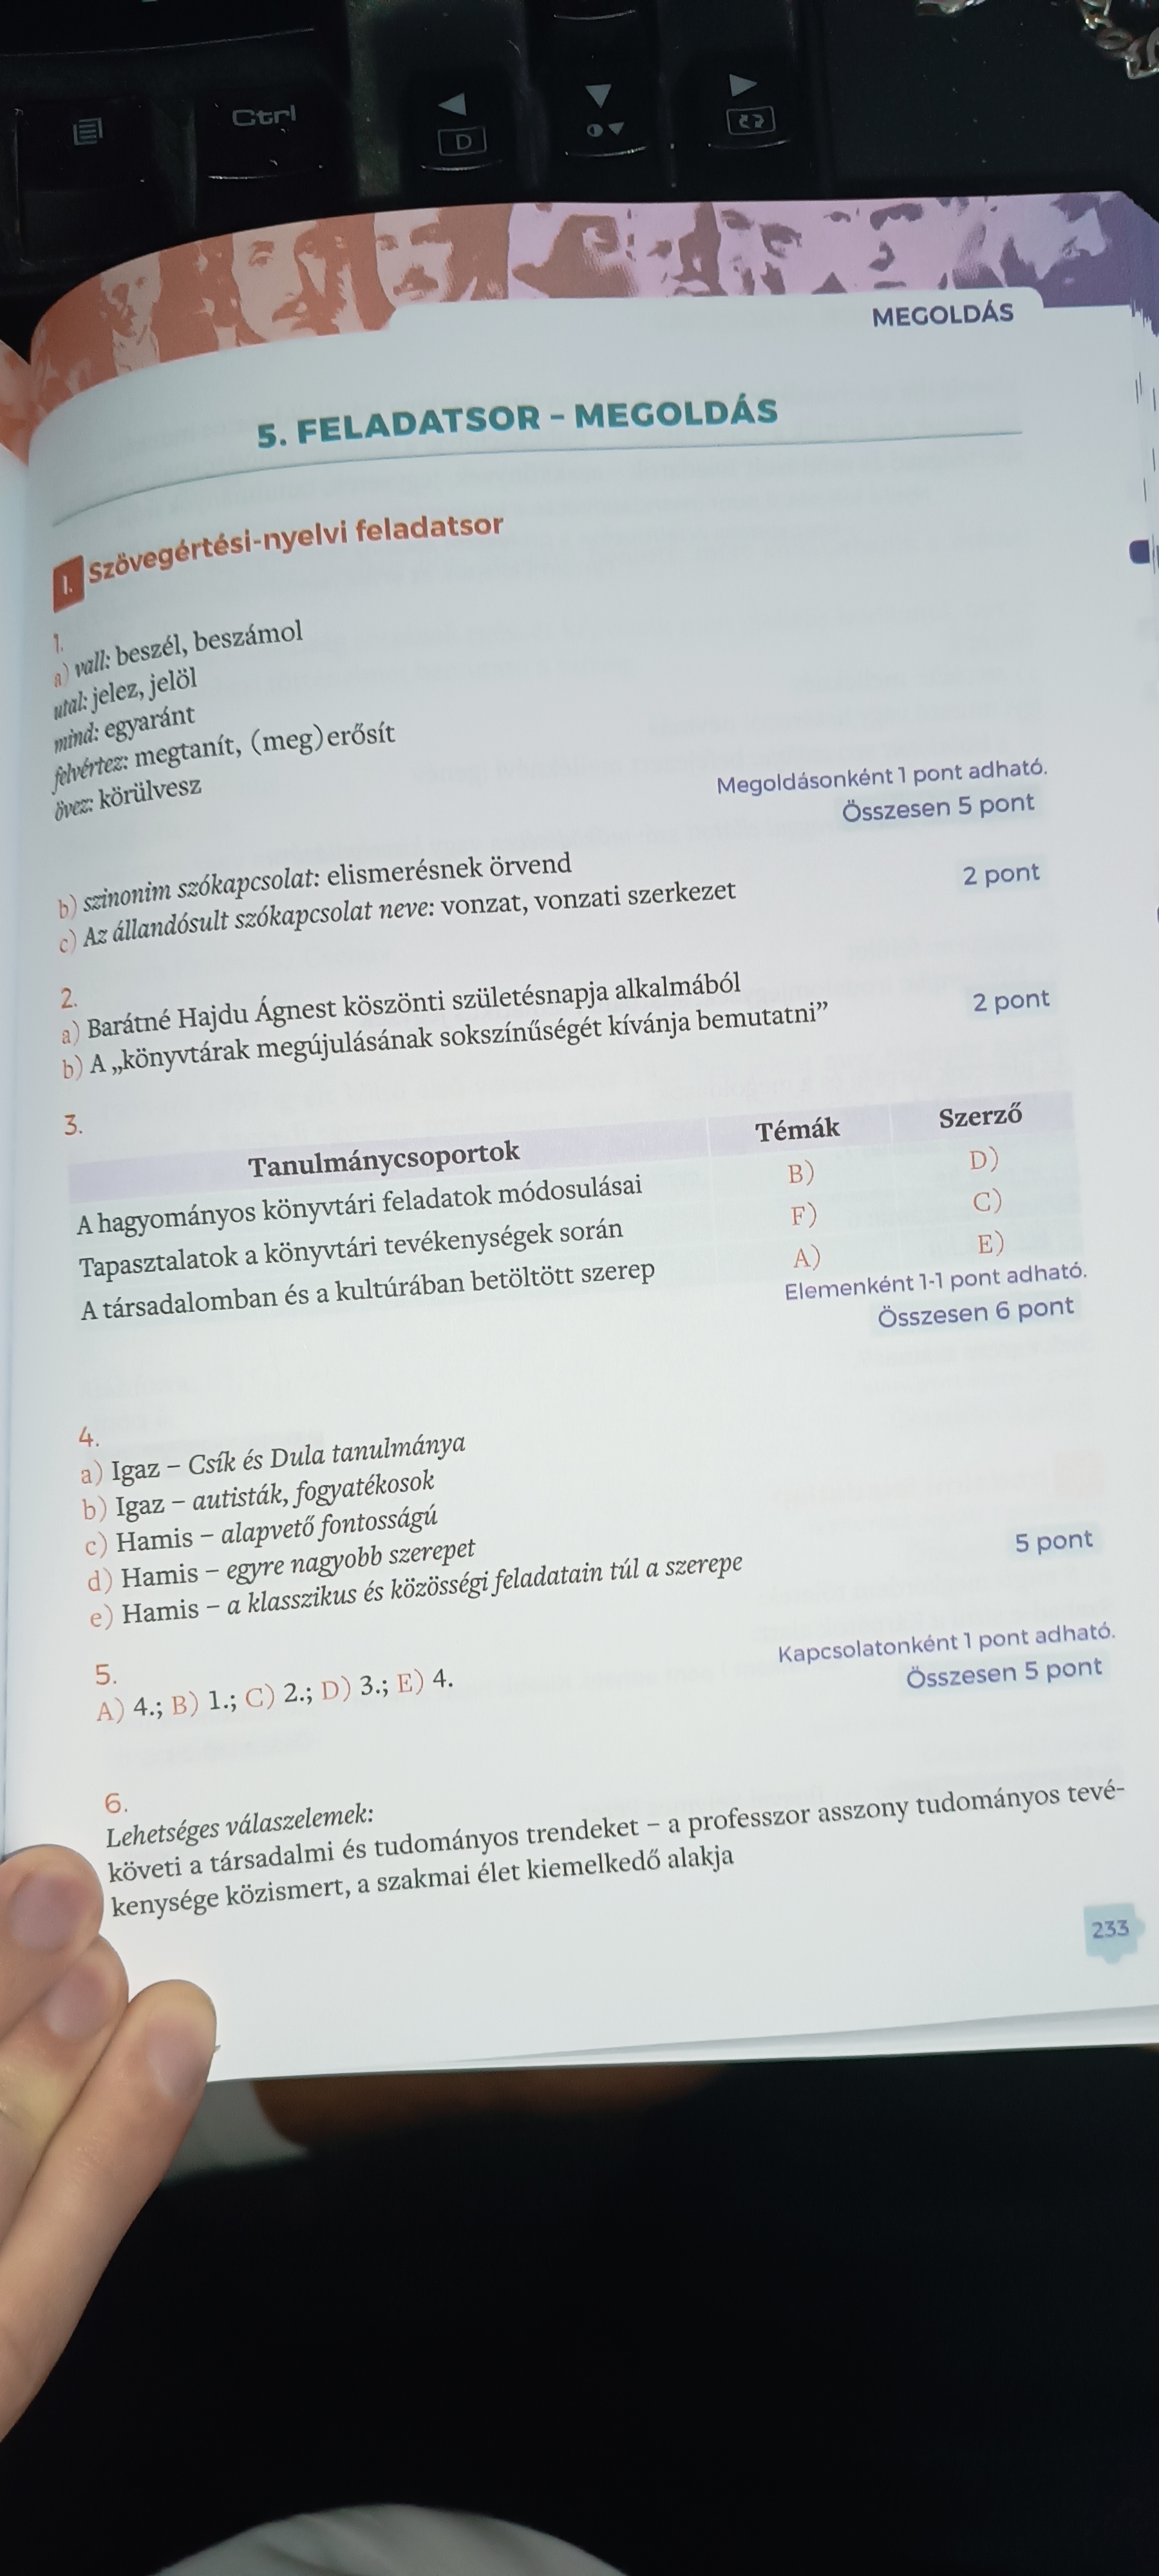 Ctrl
D
MEGOLDÁS
5. FELADATSOR – MEGOLDÁS
I. Szövegértési-nyelvi feladatsor
1.
a) vall: beszél, beszámol
utal: jelez, jelöl
mind: egyaránt
felvértez: megtanít, (meg)erősít
övez: körülvesz
Megoldásonként 1 pont adható.
Összesen 5 pont
b) szinonim szókapcsolat: elismerésnek örvend
c) Az állandósult szókapcsolat neve: vonzat, vonzati szerkezet
2 pont
2.
a) Barátné Hajdu Ágnest köszönti születésnapja alkalmából
b) A „könyvtárak megújulásának sokszínűségét kívánja bemutatni”
2 pont
3.
Tanulmánycsoportok Témák Szerző
A hagyományos könyvtári feladatok módosulásai B) D)
Tapasztalatok a könyvtári tevékenységek során F) C)
A társadalomban és a kultúrában betöltött szerep A) E)
Elemenként 1-1 pont adható.
Összesen 6 pont
4.
a) Igaz – Csík és Dula tanulmánya
b) Igaz – autisták, fogyatékosok
c) Hamis – alapvető fontosságú
d) Hamis – egyre nagyobb szerepet
e) Hamis – a klasszikus és közösségi feladatain túl a szerepe
5 pont
5.
A) 4.; B) 1.; C) 2.; D) 3.; E) 4.
Kapcsolatonként 1 pont adható.
Összesen 5 pont
6.
Lehetséges válaszelemek:
követi a társadalmi és tudományos trendeket – a professzor asszony tudományos tevé-
kenysége közismert, a szakmai élet kiemelkedő alakja
233